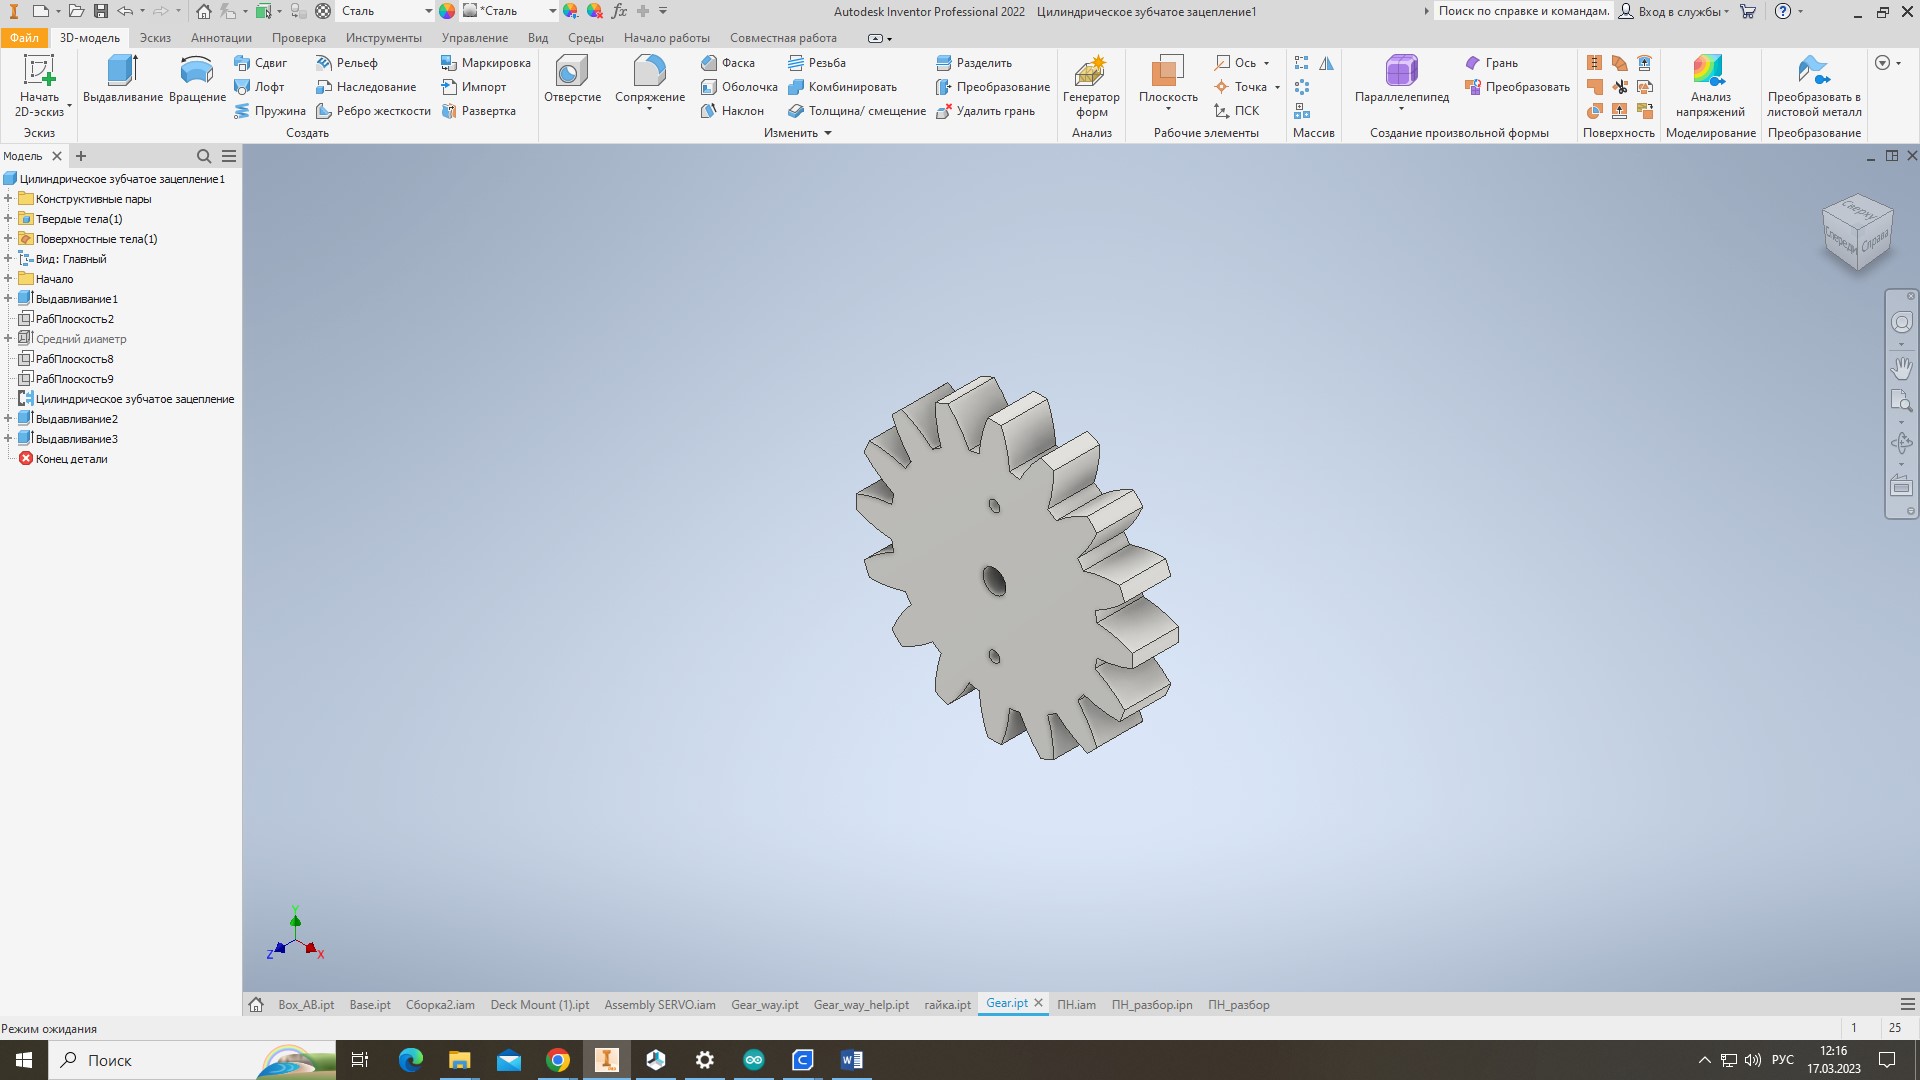 Сталь
*Сталь
Autodesk Inventor Professional 2022 Цилиндрическое зубчатое зацепление1
Поиск по справке и командам.
Вход в службы
Файл 3D-модель Эскиз Аннотации Проверка Инструменты Управление Вид Среды Начало работы Совместная работа
Начать 2D-эскиз
Выдавливание
Вращение
Сдвиг
Лофт
Пружина
Рельеф
Наследование
Ребро жесткости
Маркировка
Импорт
Развертка
Отверстие
Сопряжение
Фаска
Оболочка
Наклон
Резьба
Комбинировать
Толщина/ смещение
Разделить
Преобразование
Удалить грань
Генератор форм
Плоскость
Ось
Точка
ПСК
Параллелепипед
Грань
Преобразовать
Анализ напряжений
Преобразовать в листовой металл
Эскиз Создать Изменить Анализ Рабочие элементы Массив Создание произвольной формы Поверхность Моделирование Преобразование
Модель
Цилиндрическое зубчатое зацепление1
Конструктивные пары
Твердые тела(1)
Поверхностные тела(1)
Вид: Главный
Начало
Выдавливание1
РабПлоскость2
Средний диаметр
РабПлоскость8
РабПлоскость9
Цилиндрическое зубчатое зацепление
Выдавливание2
Выдавливание3
Конец детали
Сверху
Спереди
Справа
Y
Z
X
Box_AB.ipt Base.ipt Сборка2.iam Deck Mount (1).ipt Assembly SERVO.iam Gear_way.ipt Gear_way_help.ipt гайка.ipt Gear.ipt ПН.iam ПН_разбор.ipn ПН_разбор
Режим ожидания
1 25
Поиск
РУС
12:16
17.03.2023